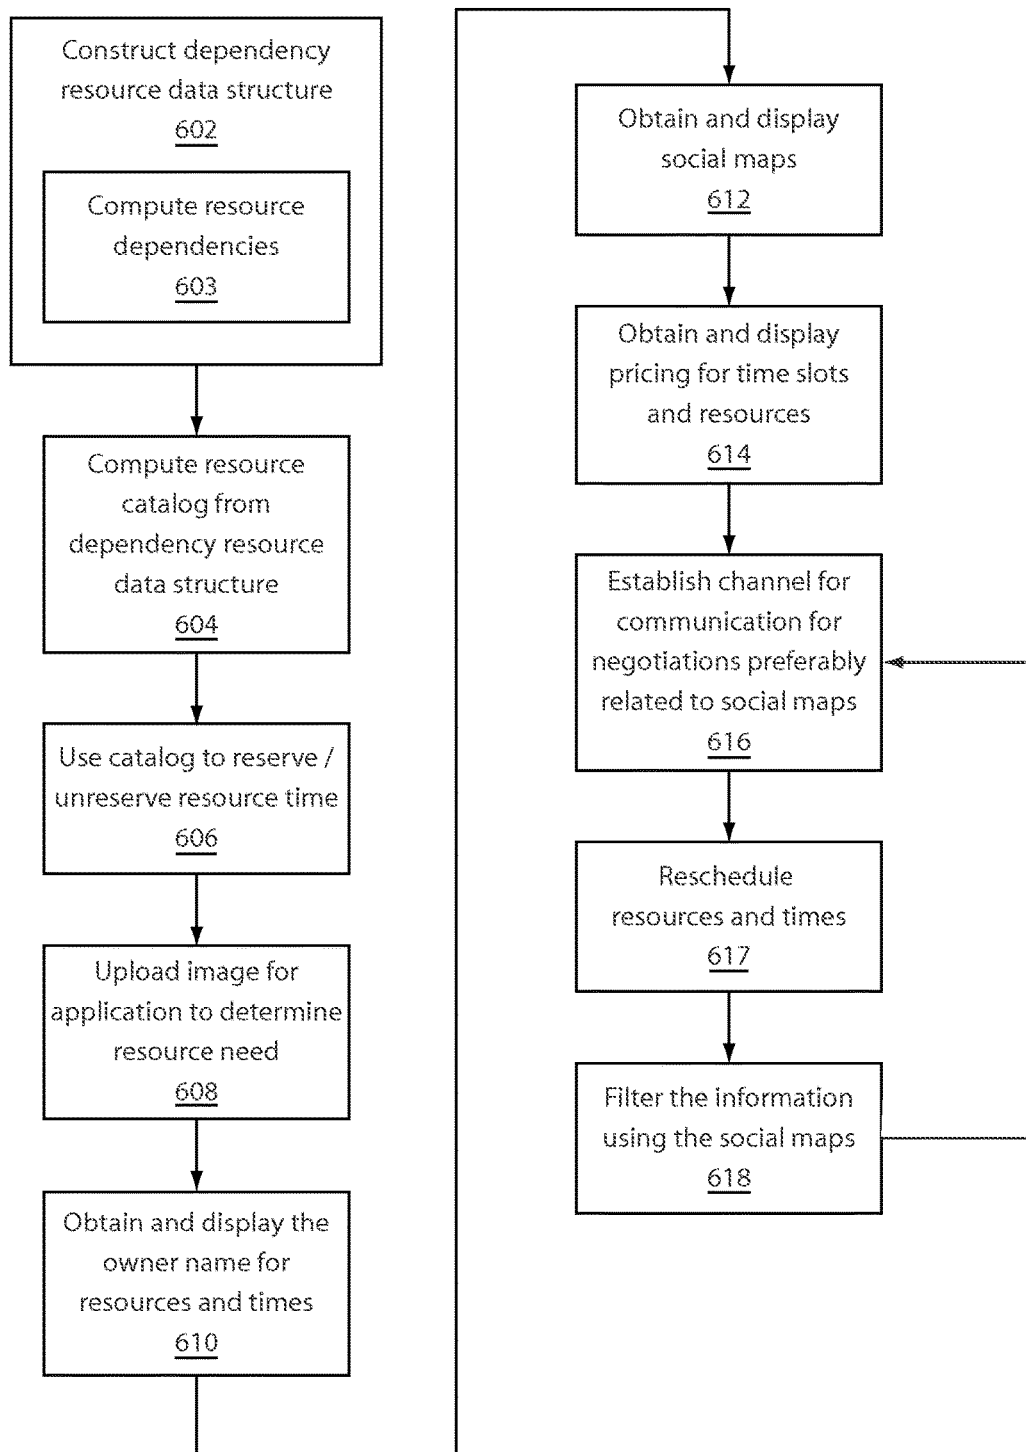 Construct dependency
resource data structure
602
Compute resource
dependencies
603
Compute resource
catalog from
dependency resource
data structure
604
Use catalog to reserve /
unreserve resource time
606
Upload image for
application to determine
resource need
608
Obtain and display the
owner name for
resources and times
610
Obtain and display
social maps
612
Obtain and display
pricing for time slots
and resources
614
Establish channel for
communication for
negotiations preferably
related to social maps
616
Reschedule
resources and times
617
Filter the information
using the social maps
618